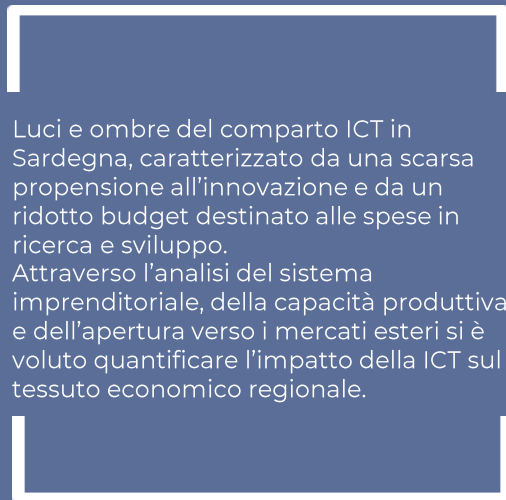 Luci e ombre del comparto ICT in
Sardegna, caratterizzato da una scarsa
propensione all’innovazione e da un
ridotto budget destinato alle spese in
ricerca e sviluppo.
Attraverso l’analisi del sistema
imprenditoriale, della capacità produttiva
e dell’apertura verso i mercati esteri si è
voluto quantificare l’impatto della ICT sul
tessuto economico regionale.